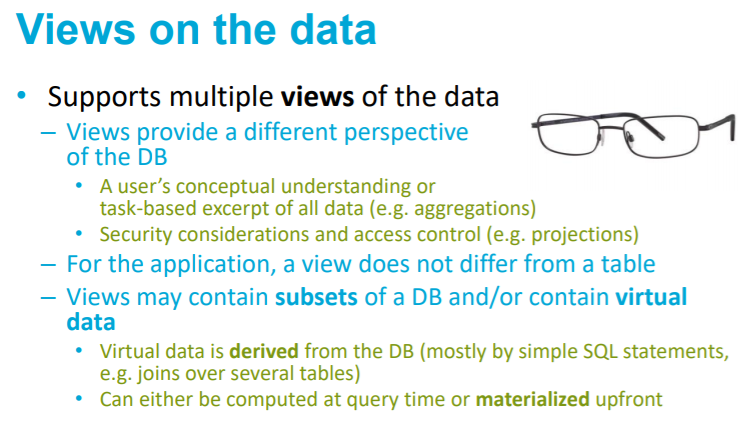 Views on the data
• Supports multiple views of the data
– Views provide a different perspective
of the DB
• A user’s conceptual understanding or
task-based excerpt of all data (e.g. aggregations)
• Security considerations and access control (e.g. projections)
– For the application, a view does not differ from a table
– Views may contain subsets of a DB and/or contain virtual
data
• Virtual data is derived from the DB (mostly by simple SQL statements,
e.g. joins over several tables)
• Can either be computed at query time or materialized upfront